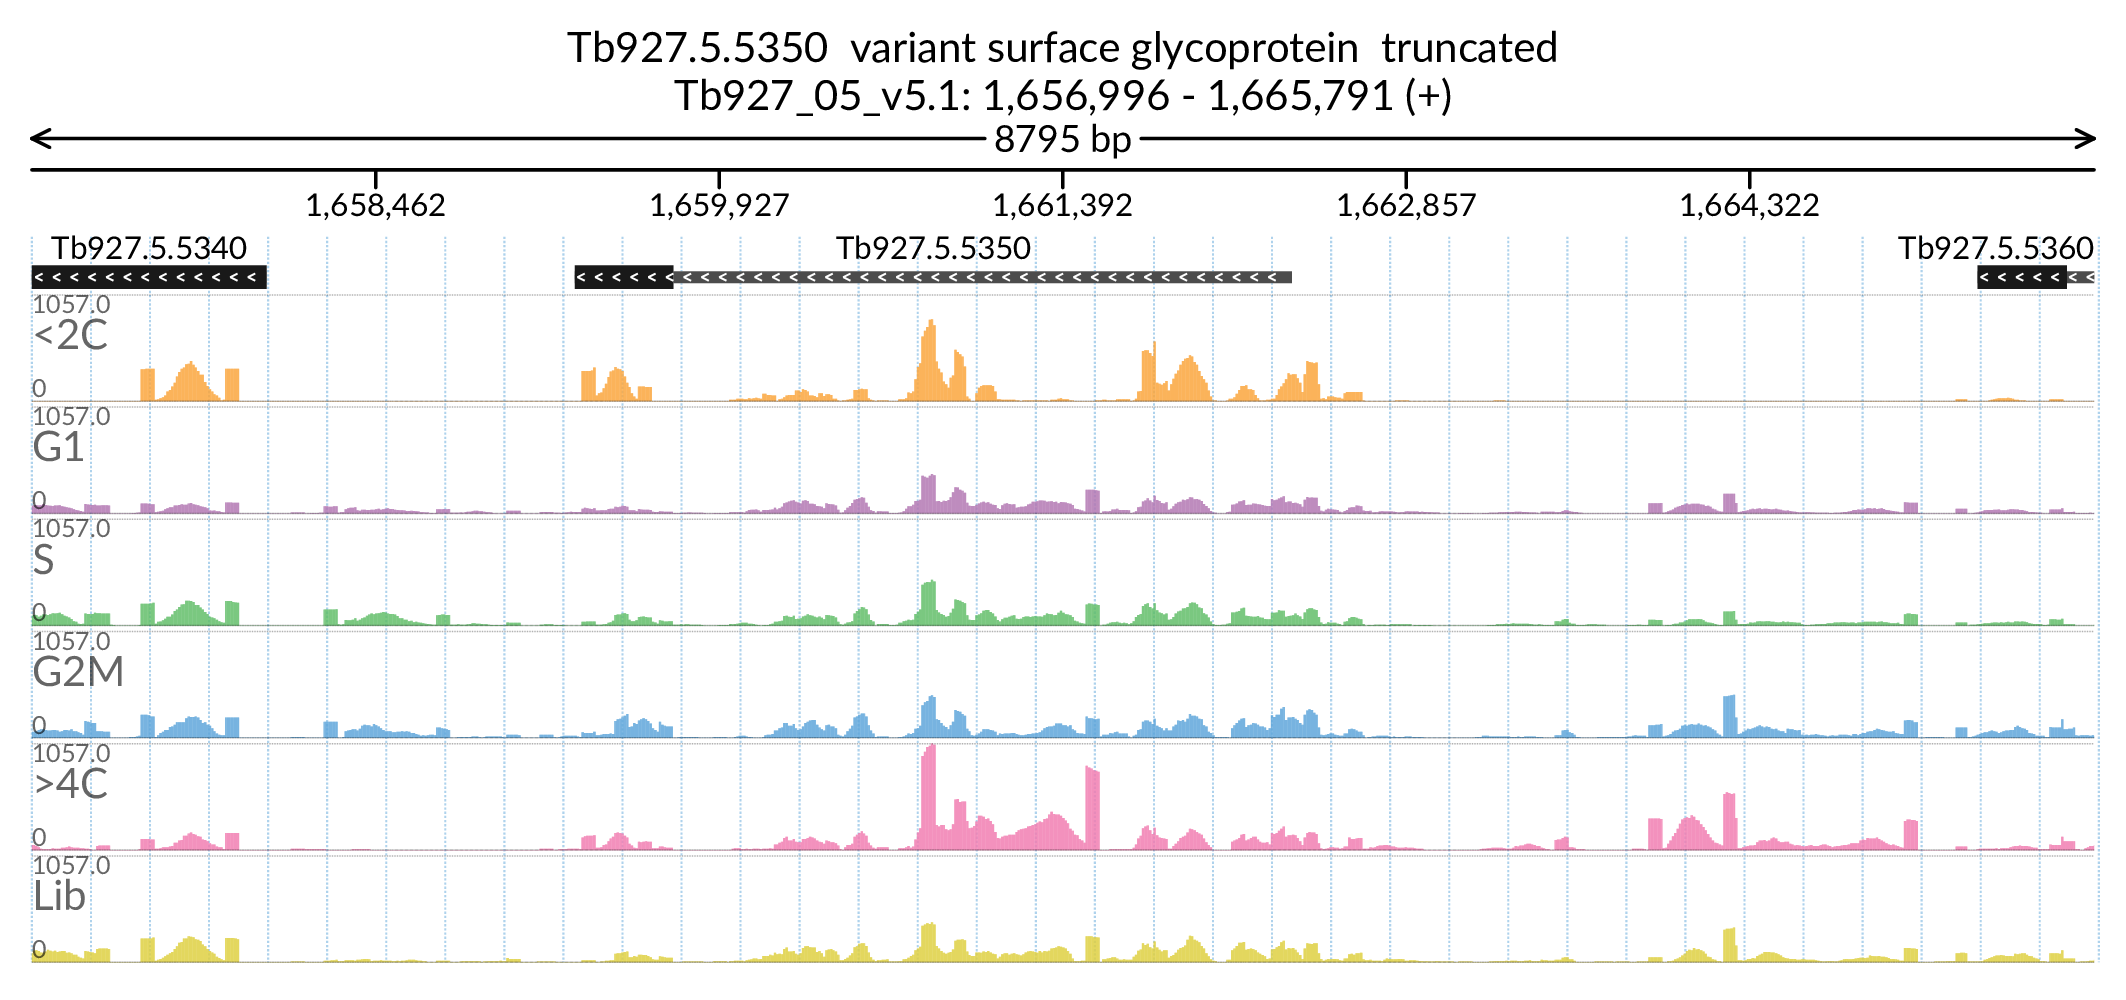 Tb927.5.5350  variant surface glycoprotein  truncated
Tb927_05_v5.1: 1,656,996 - 1,665,791 (+)
8795 bp
1,658,462 1,659,927 1,661,392 1,662,857 1,664,322
Tb927.5.5340 Tb927.5.5350 Tb927.5.5360
1057.0
<2C
0
1057.0
G1
0
1057.0
S
0
1057.0
G2M
0
1057.0
>4C
0
1057.0
Lib
0